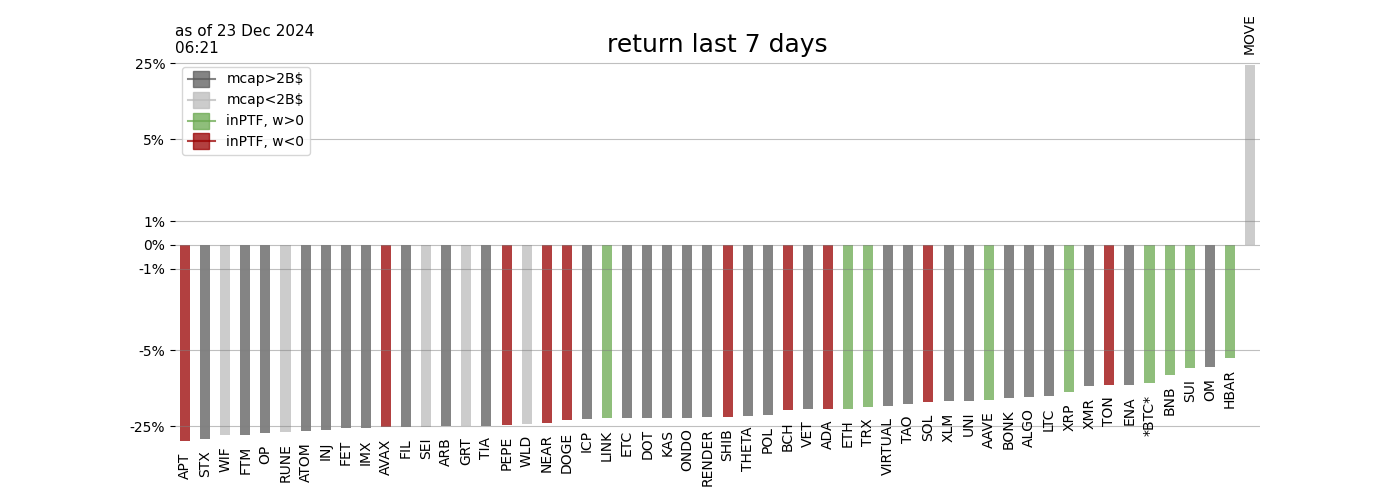 as of 23 Dec 2024
06:21
return last 7 days
MOVE
25%
5%
1%
0%
-1%
-5%
-25%
mcap>2B$
mcap<2B$
inPTF, w>0
inPTF, w<0
APT
STX
WIF
FTM
OP
RUNE
ATOM
INJ
FET
IMX
AVAX
FIL
SEI
ARB
GRT
TIA
PEPE
WLD
NEAR
DOGE
ICP
LINK
ETC
DOT
KAS
ONDO
RENDER
SHIB
THETA
POL
BCH
VET
ADA
ETH
TRX
VIRTUAL
TAO
SOL
XLM
UNI
AAVE
BONK
ALGO
LTC
XRP
XMR
TON
ENA
*BTC*
BNB
SUI
OM
HBAR